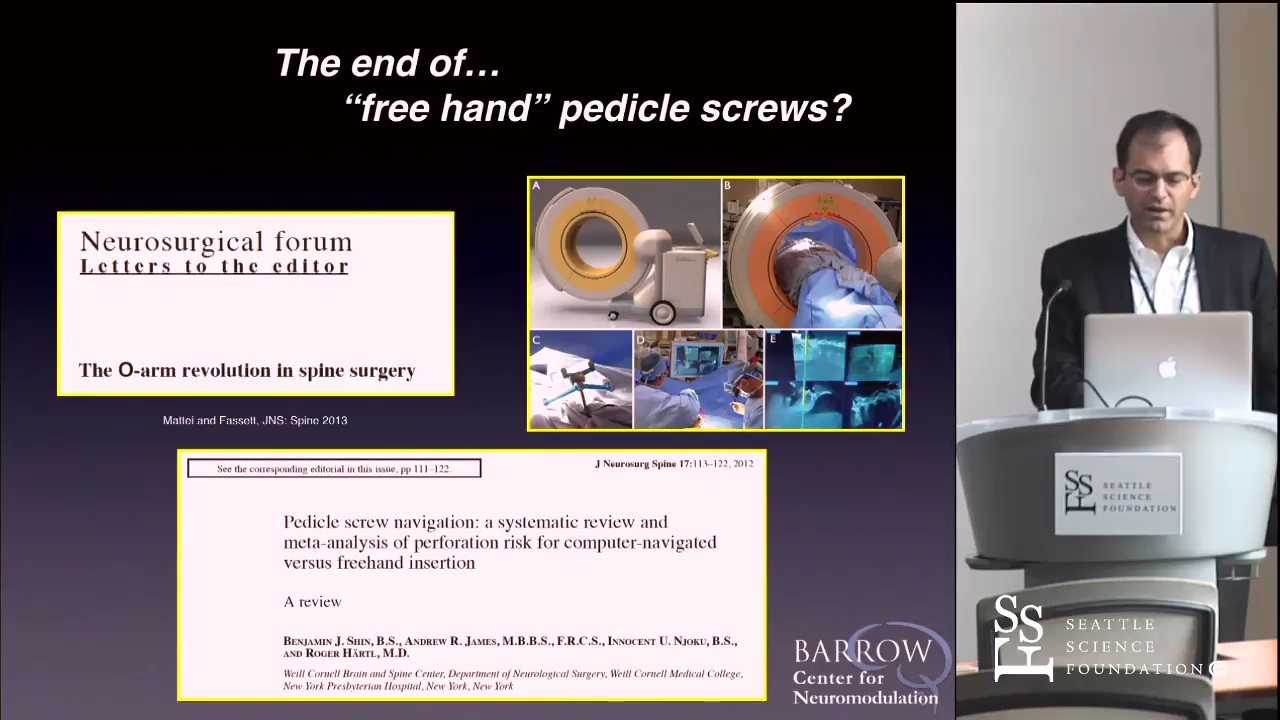 The end of…
“free hand” pedicle screws?
Neurosurgical forum
Letters to the editor
The O-arm revolution in spine surgery
Mattei and Fassett, JNS: Spine 2013
A
B
C
D
E
See the corresponding editorial in this issue, pp 111–122.
J Neurosurg Spine 17:113–122, 2012
Pedicle screw navigation: a systematic review and
meta-analysis of perforation risk for computer-navigated
versus freehand insertion
A review
BENJAMIN J. SHIN, B.S., ANDREW R. JAMES, M.B.B.S., F.R.C.S., INNOCENT U. NJOKU, B.S.,
AND ROGER HÄRTL, M.D.
Weill Cornell Brain and Spine Center, Department of Neurological Surgery, Weill Cornell Medical College,
New York Presbyterian Hospital, New York, New York
BARROW
Center for
Neuromodulation
SSF
SEATTLE
SCIENCE
FOUNDATION
SSF
SEATTLE
SCIENCE
FOUNDATION